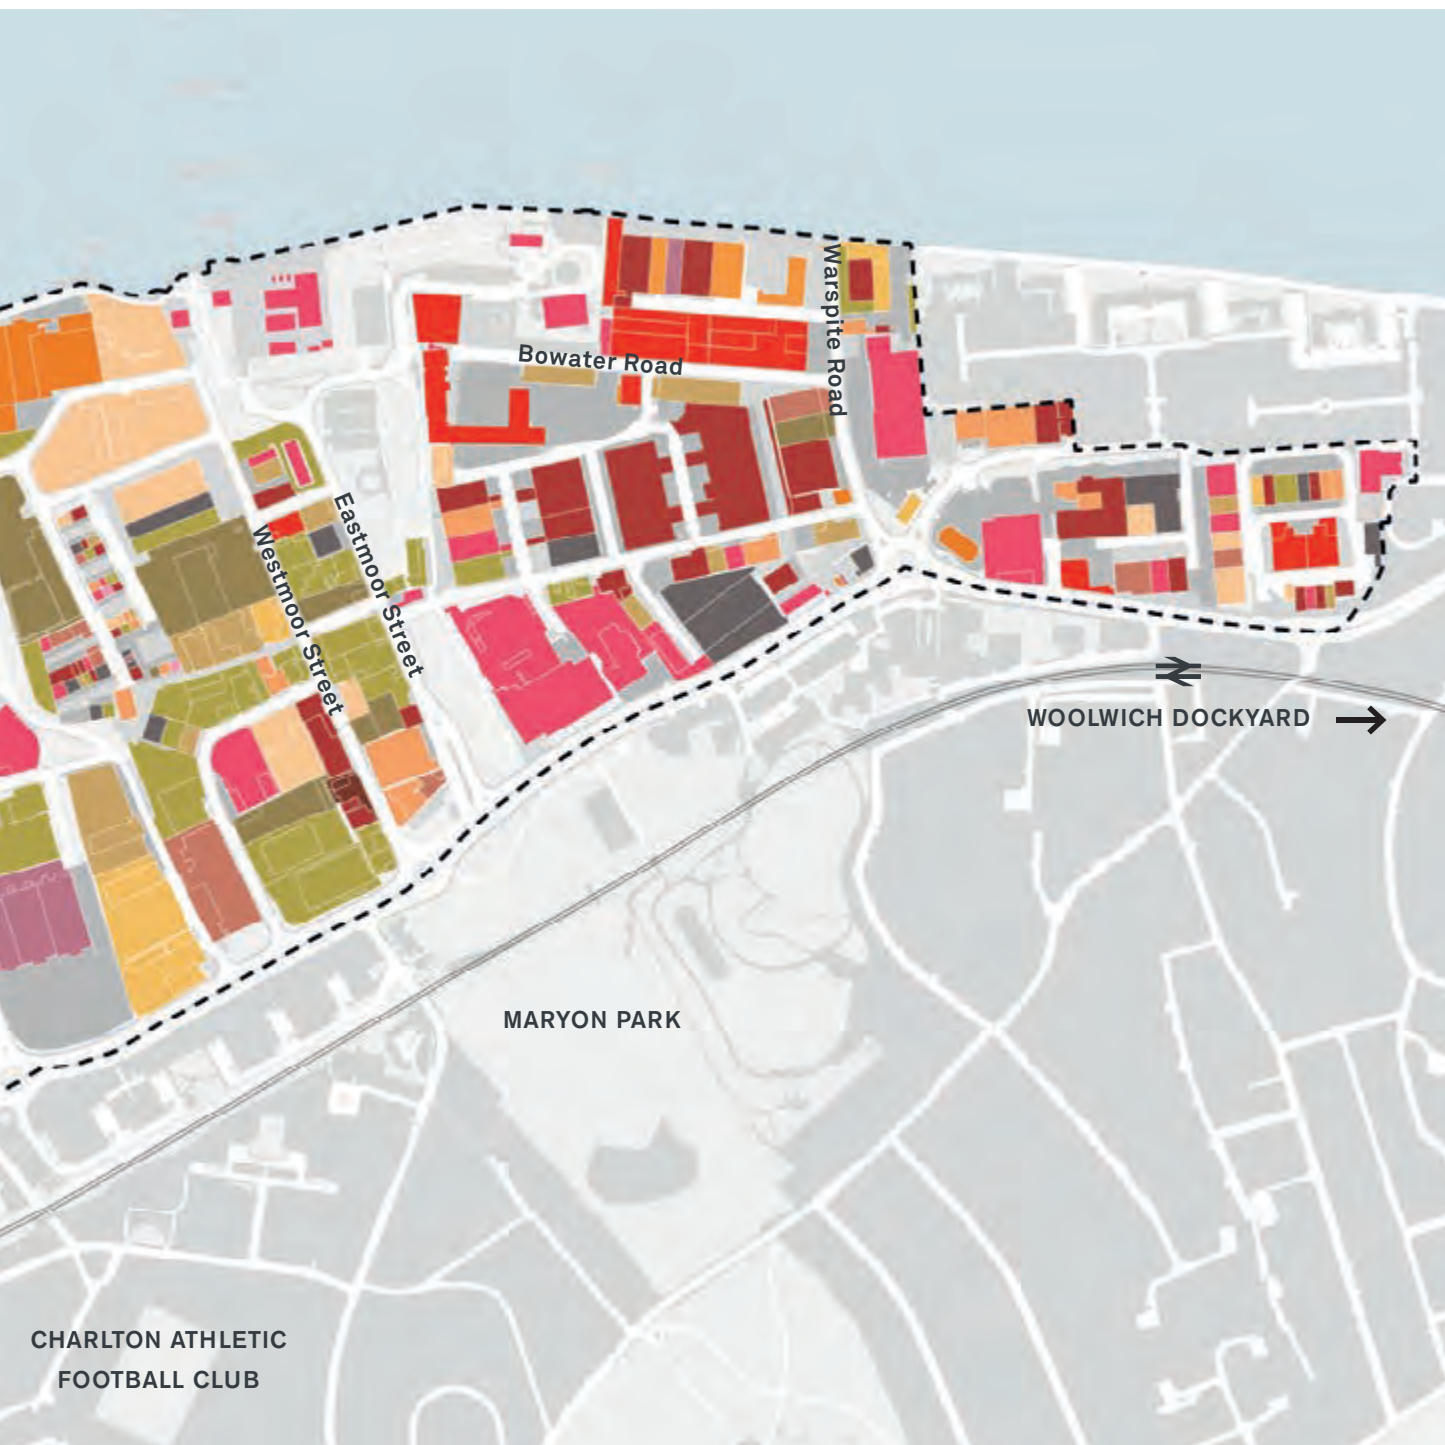 Warspite Road
Bowater Road
Eastmoor Street
Westmoor Street
WOOLWICH DOCKYARD
MARYON PARK
CHARLTON ATHLETIC
FOOTBALL CLUB